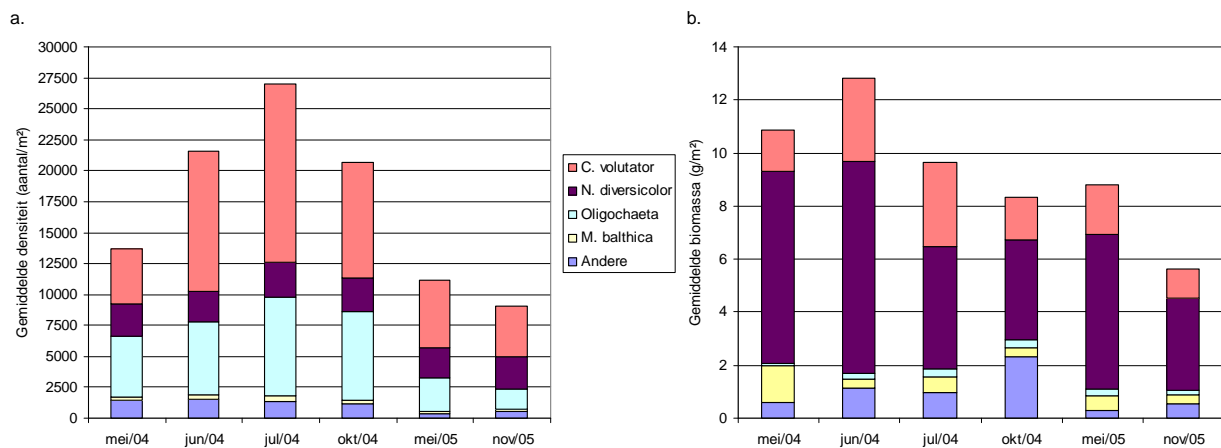 a.
30000
27500
25000
22500
20000
17500
15000
12500
10000
7500
5000
2500
0
Gemiddelde densiteit (aantal/m²)
mei/04 jun/04 jul/04 okt/04 mei/05 nov/05
C. volutator
N. diversicolor
Oligochaeta
M. balthica
Andere
b.
14
12
10
8
6
4
2
0
Gemiddelde biomassa (g/m²)
mei/04 jun/04 jul/04 okt/04 mei/05 nov/05